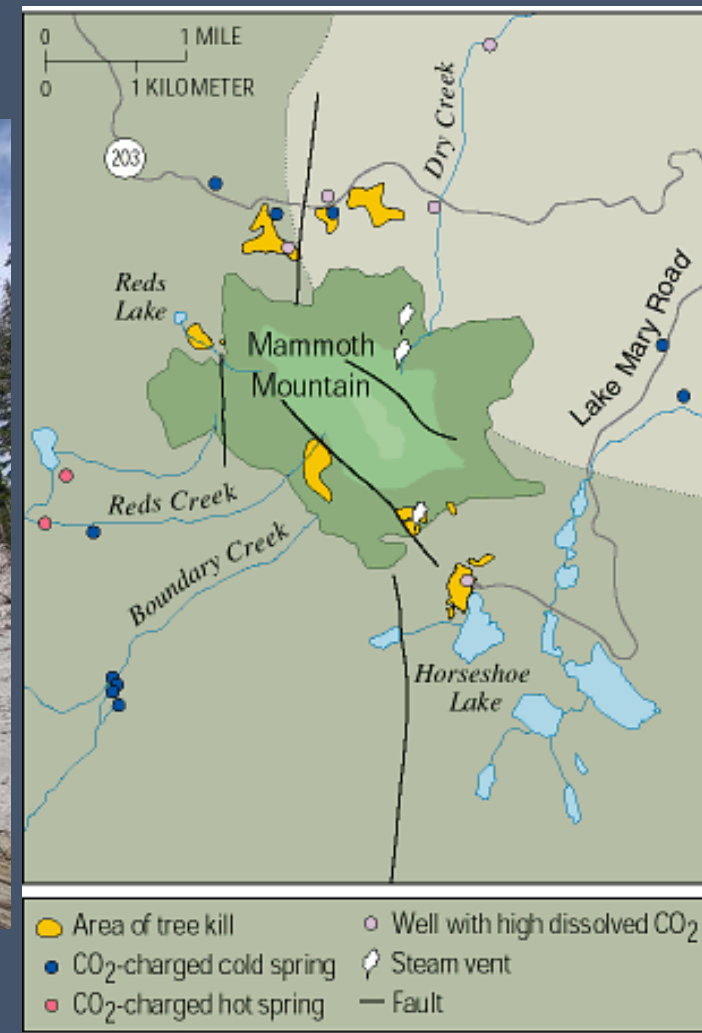 0 1 MILE
0 1 KILOMETER
203
Dry Creek
Reds
Lake
Lake Mary Road
Mammoth
Mountain
Reds Creek
Boundary Creek
Horseshoe
Lake
Area of tree kill
CO2-charged cold spring
CO2-charged hot spring
Well with high dissolved CO2
Steam vent
Fault